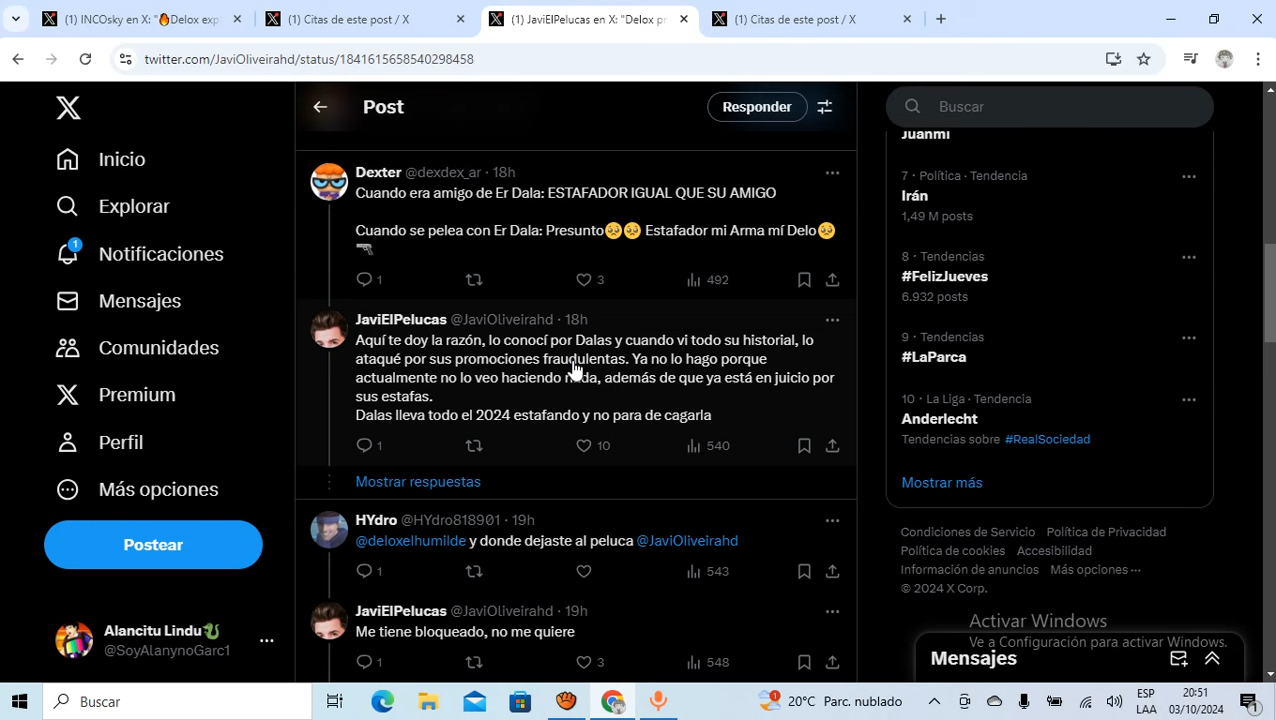 (1) INCOsky en X: "🔥Delox exp
(1) Citas de este post / X
(1) JaviElPelucas en X: "Delox pr
(1) Citas de este post / X
twitter.com/JaviOliveirahd/status/1841615658540298458
Inicio
Explorar
1
Notificaciones
Mensajes
Comunidades
Premium
Perfil
Más opciones
Postear
Alancitu Lindu🐉
@SoyAlanynoGarc1
Post
Responder
Dexter @dexdex_ar · 18h
Cuando era amigo de Er Dala: ESTAFADOR IGUAL QUE SU AMIGO
Cuando se pelea con Er Dala: Presunto🥺🥺 Estafador mi Arma mí Delo🥺
🔫
1 3 492
JaviElPelucas @JaviOliveirahd · 18h
Aquí te doy la razón, lo conocí por Dalas y cuando vi todo su historial, lo
ataqué por sus promociones fraudulentas. Ya no lo hago porque
actualmente no lo veo haciendo nada, además de que ya está en juicio por
sus estafas.
Dalas lleva todo el 2024 estafando y no para de cagarla
1 10 540
Mostrar respuestas
HYdro @HYdro818901 · 19h
@deloxelhumilde y donde dejaste al peluca @JaviOliveirahd
1 543
JaviElPelucas @JaviOliveirahd · 19h
Me tiene bloqueado, no me quiere
1 3 548
Buscar
Juanmi
7 · Política · Tendencia
Irán
1,49 M posts
8 · Tendencias
#FelizJueves
6.932 posts
9 · Tendencias
#LaParca
10 · La Liga · Tendencia
Anderlecht
Tendencias sobre #RealSociedad
Mostrar más
Condiciones de Servicio Política de Privacidad
Política de cookies Accesibilidad
Información de anuncios Más opciones ···
© 2024 X Corp.
Activar Windows
Ve a Configuración para activar Windows.
Mensajes
Buscar
1
20°C Parc. nublado
ESP
LAA
20:51
03/10/2024
1